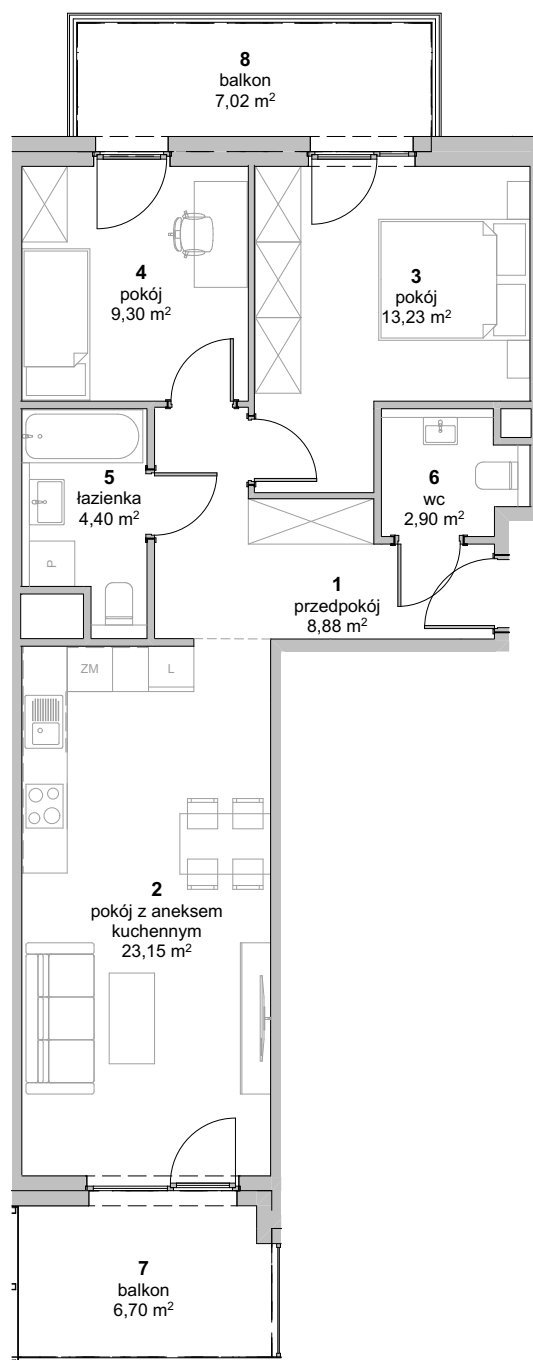 8
balkon
7,02 m²
4
pokój
9,30 m²
3
pokój
13,23 m²
5
łazienka
4,40 m²
6
wc
2,90 m²
P
1
przedpokój
8,88 m²
ZM
L
2
pokój z aneksem
kuchennym
23,15 m²
7
balkon
6,70 m²